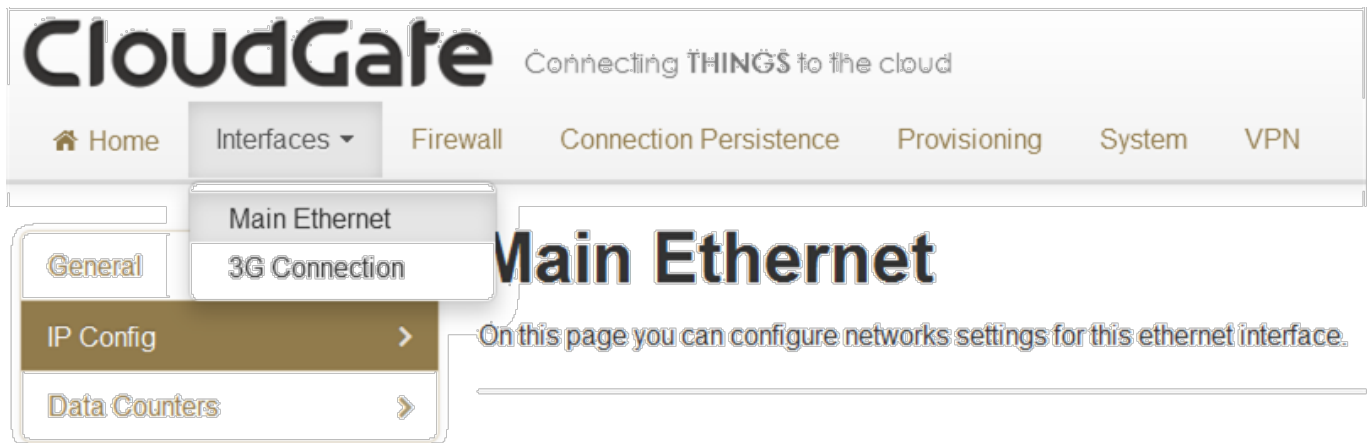 CloudGate Connecting THINGS to the cloud
Home Interfaces Firewall Connection Persistence Provisioning System VPN
Main Ethernet
3G Connection
General
IP Config
Data Counters
Main Ethernet
On this page you can configure networks settings for this ethernet interface.